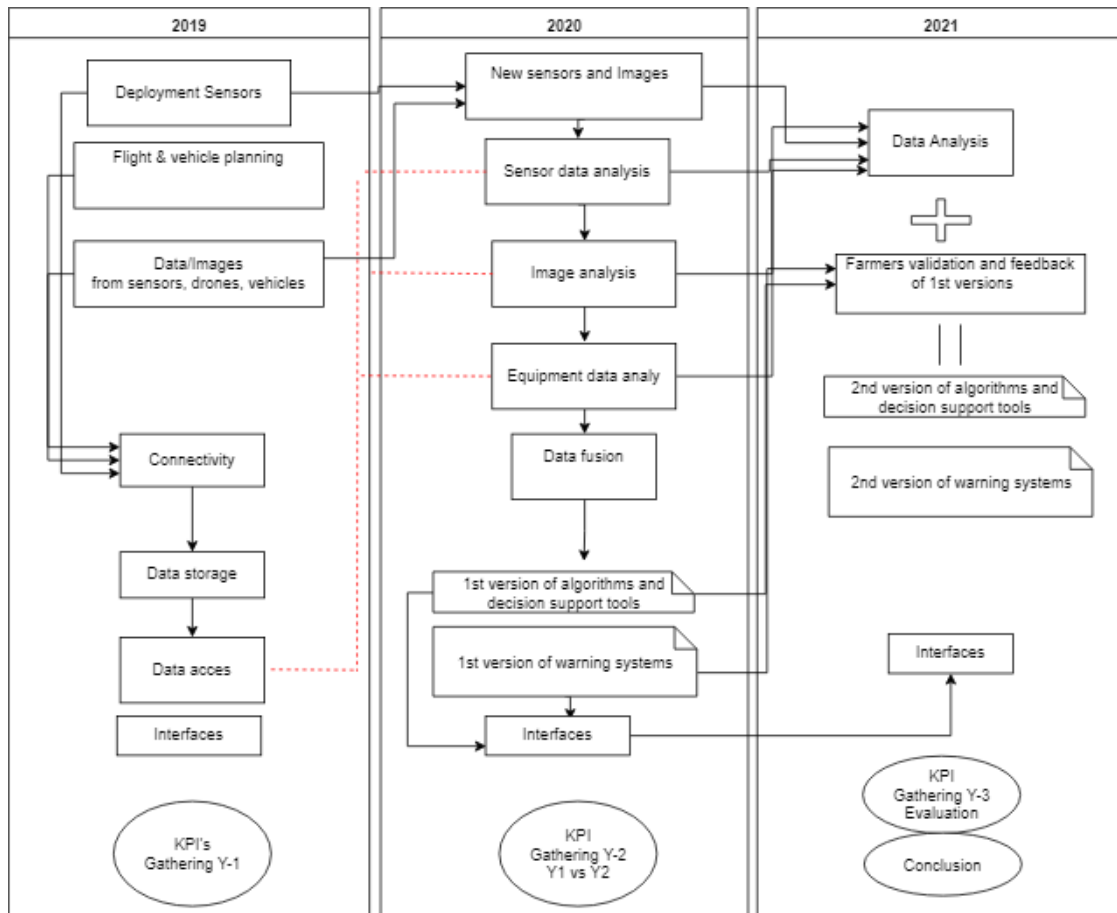 2019
Deployment Sensors
Flight & vehicle planning
Data/Images
from sensors, drones, vehicles
Connectivity
Data storage
Data acces
Interfaces
KPI's
Gathering Y-1
2020
New sensors and Images
Sensor data analysis
Image analysis
Equipment data analy
Data fusion
1st version of algorithms and
decision support tools
1st version of warning systems
Interfaces
KPI
Gathering Y-2
Y1 vs Y2
2021
Data Analysis
Farmers validation and feedback
of 1st versions
2nd version of algorithms and
decision support tools
2nd version of warning systems
Interfaces
KPI
Gathering Y-3
Evaluation
Conclusion